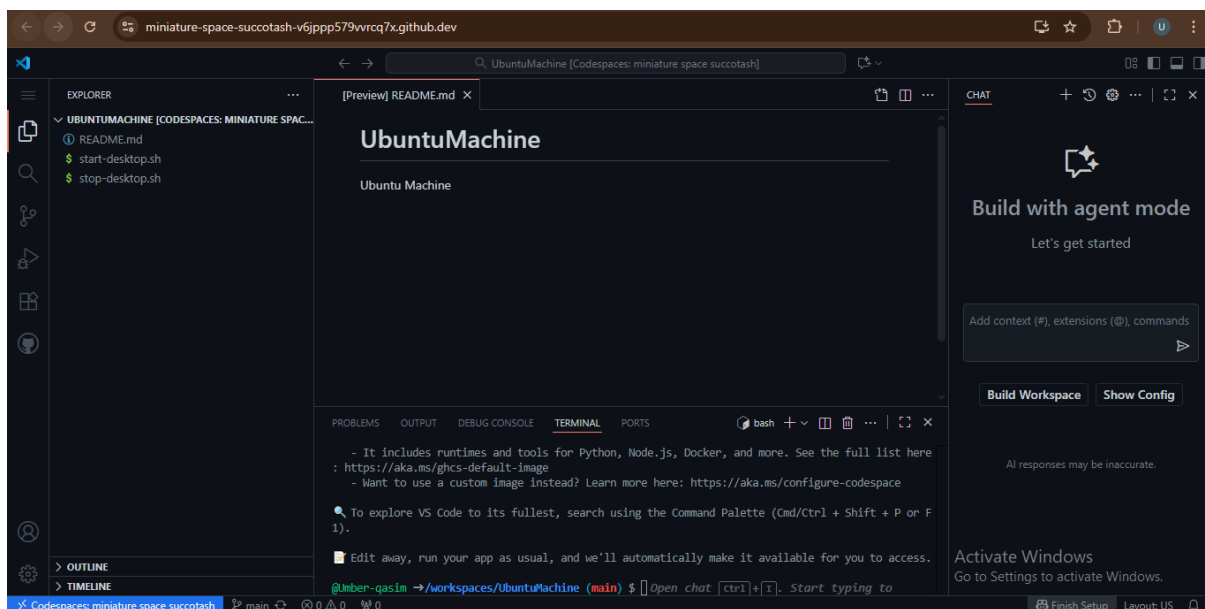 miniature-space-succotash-v6jppp579vvrcq7x.github.dev
U
UbuntuMachine [Codespaces: miniature space succotash]
EXPLORER
UBUNTUMACHINE [CODESPACES: MINIATURE SPAC...
README.md
$ start-desktop.sh
$ stop-desktop.sh
OUTLINE
TIMELINE
[Preview] README.md
UbuntuMachine
Ubuntu Machine
PROBLEMS OUTPUT DEBUG CONSOLE TERMINAL PORTS
bash
- It includes runtimes and tools for Python, Node.js, Docker, and more. See the full list here
: https://aka.ms/ghcs-default-image
- Want to use a custom image instead? Learn more here: https://aka.ms/configure-codespace
To explore VS Code to its fullest, search using the Command Palette (Cmd/Ctrl + Shift + P or F
1).
Edit away, run your app as usual, and we'll automatically make it available for you to access.
@Umber-qasim →/workspaces/UbuntuMachine (main) $ Open chat Ctrl+I. Start typing to
CHAT
Build with agent mode
Let's get started
Add context (#), extensions (@), commands
Build Workspace Show Config
AI responses may be inaccurate.
Activate Windows
Go to Settings to activate Windows.
Codespaces: miniature space succotash main 0 0 0 Finish Setup Layout: US